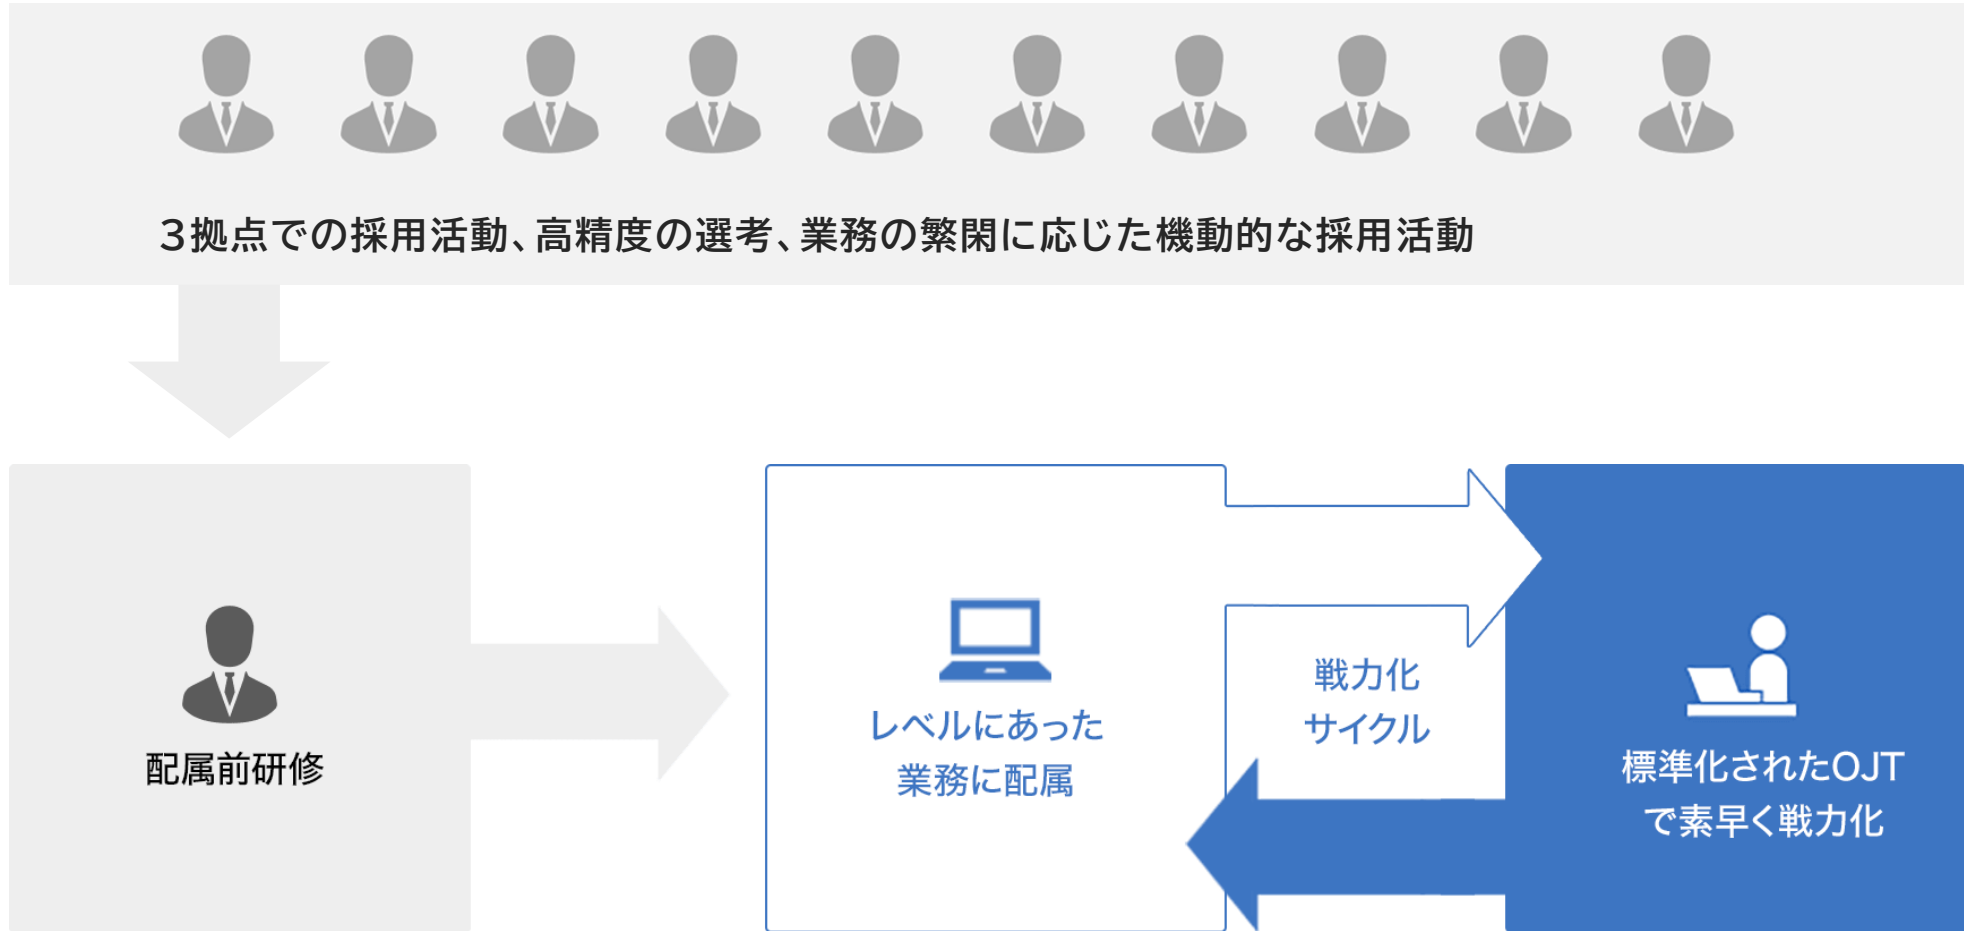 ３拠点での採用活動、高精度の選考、業務の繁閑に応じた機動的な採用活動
配属前研修
レベルにあった
業務に配属
戦力化
サイクル
標準化されたOJT
で素早く戦力化